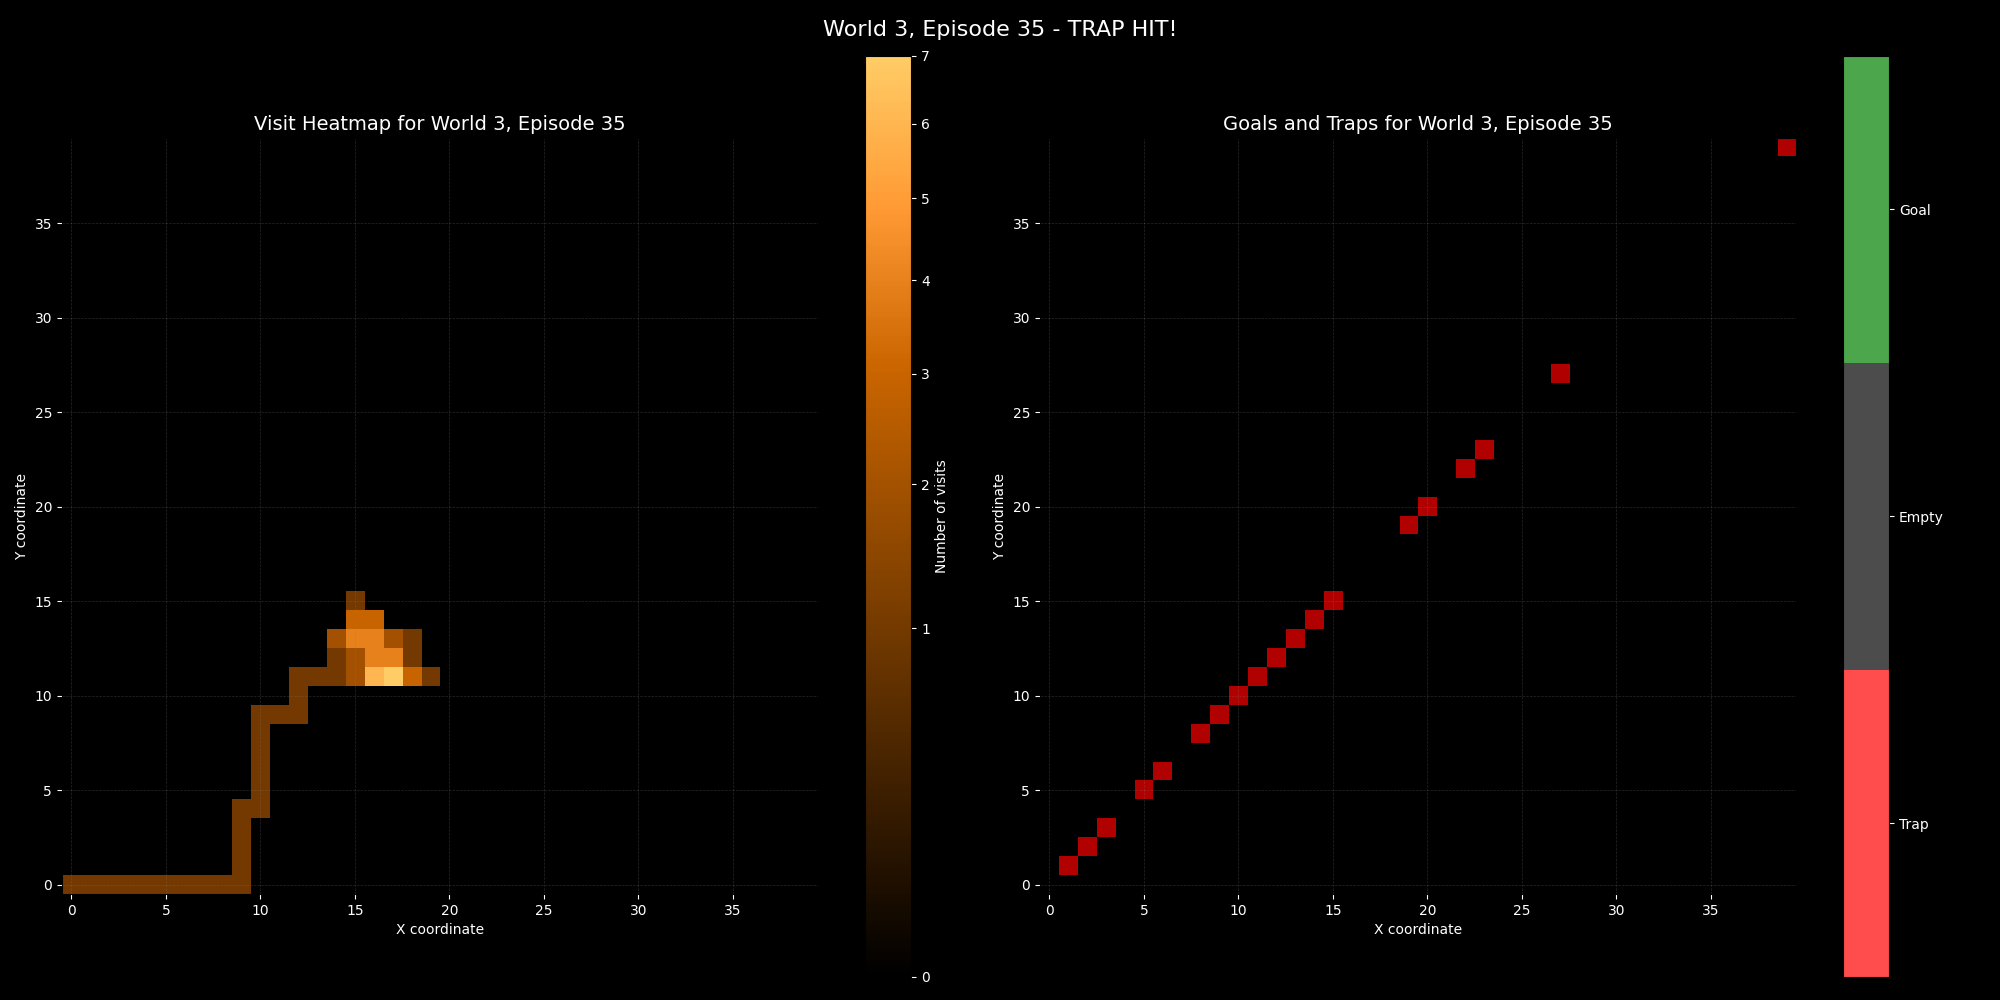 World 3, Episode 35 - TRAP HIT!
Visit Heatmap for World 3, Episode 35
Y coordinate
35
30
25
20
15
10
5
0
0 5 10 15 20 25 30 35
X coordinate
7
6
5
4
3
2
1
0
Number of visits
Goals and Traps for World 3, Episode 35
Y coordinate
35
30
25
20
15
10
5
0
0 5 10 15 20 25 30 35
X coordinate
Goal
Empty
Trap